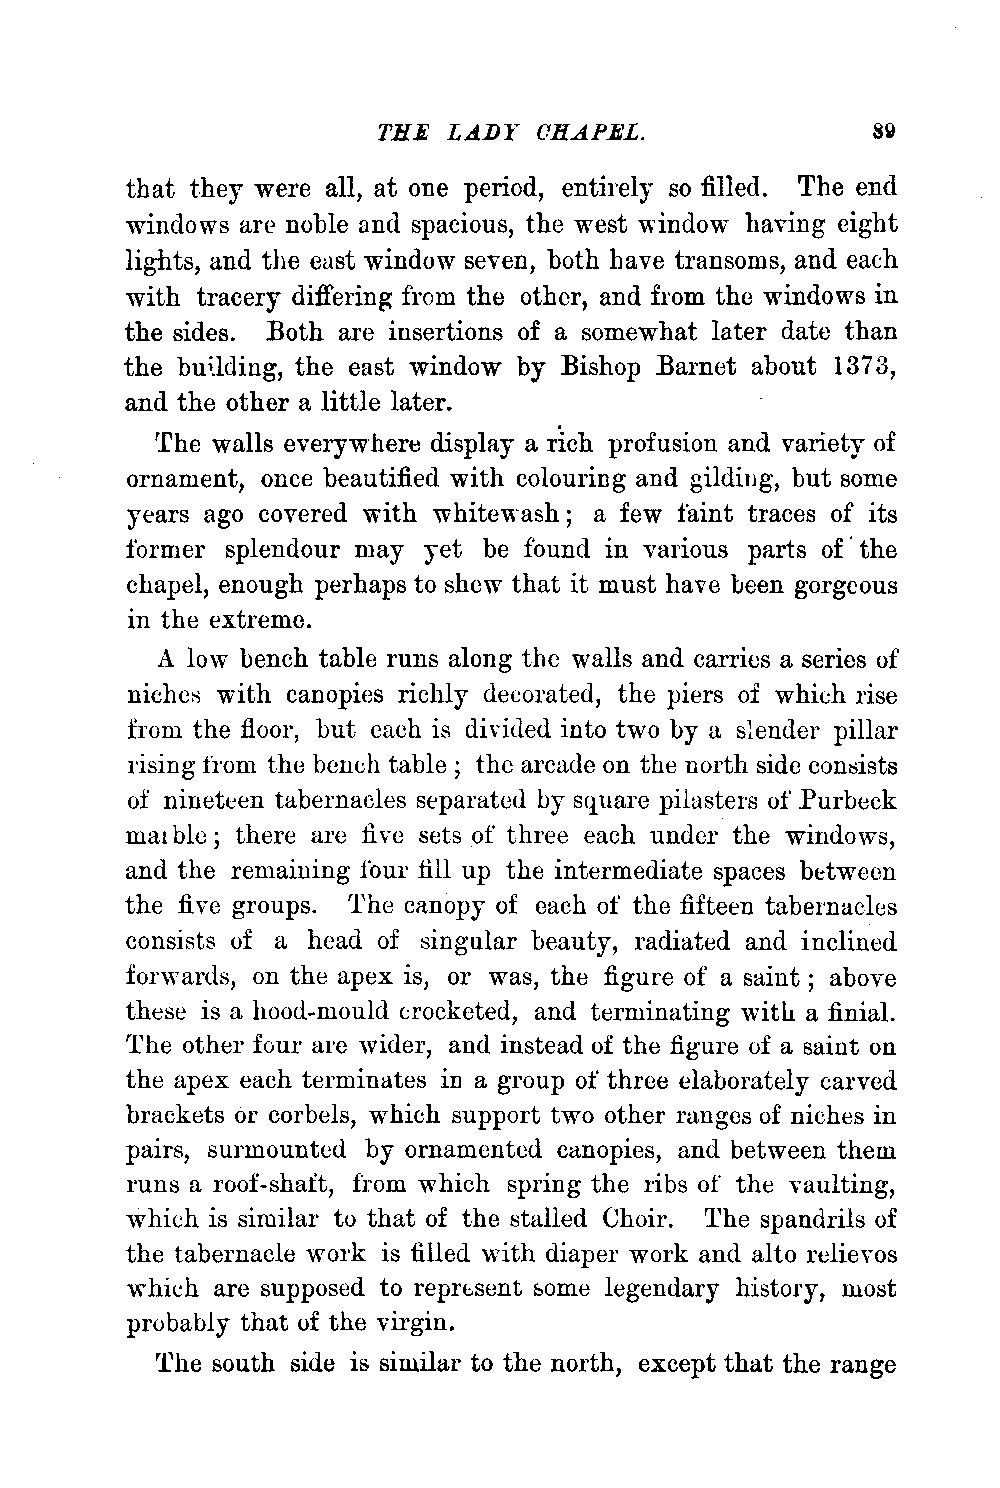 THE LADY CHAPEL. 89
that they were all, at one period, entirely so filled. The end
windows are noble and spacious, the west window having eight
lights, and the east window seven, both have transoms, and each
with tracery differing from the other, and from the windows in
the sides. Both are insertions of a somewhat later date than
the building, the east window by Bishop Barnet about 1373,
and the other a little later.
The walls everywhere display a rich profusion and variety of
ornament, once beautified with colouring and gilding, but some
years ago covered with whitewash; a few faint traces of its
former splendour may yet be found in various parts of the
chapel, enough perhaps to shew that it must have been gorgeous
in the extreme.
A low bench table runs along the walls and carries a series of
niches with canopies richly decorated, the piers of which rise
from the floor, but each is divided into two by a slender pillar
rising from the bench table; the arcade on the north side consists
of nineteen tabernacles separated by square pilasters of Purbeck
marble; there are five sets of three each under the windows,
and the remaining four fill up the intermediate spaces between
the five groups. The canopy of each of the fifteen tabernacles
consists of a head of singular beauty, radiated and inclined
forwards, on the apex is, or was, the figure of a saint; above
these is a hood-mould crocketed, and terminating with a finial.
The other four are wider, and instead of the figure of a saint on
the apex each terminates in a group of three elaborately carved
brackets or corbels, which support two other ranges of niches in
pairs, surmounted by ornamented canopies, and between them
runs a roof-shaft, from which spring the ribs of the vaulting,
which is similar to that of the stalled Choir. The spandrils of
the tabernacle work is filled with diaper work and alto relievos
which are supposed to represent some legendary history, most
probably that of the virgin.
The south side is similar to the north, except that the range